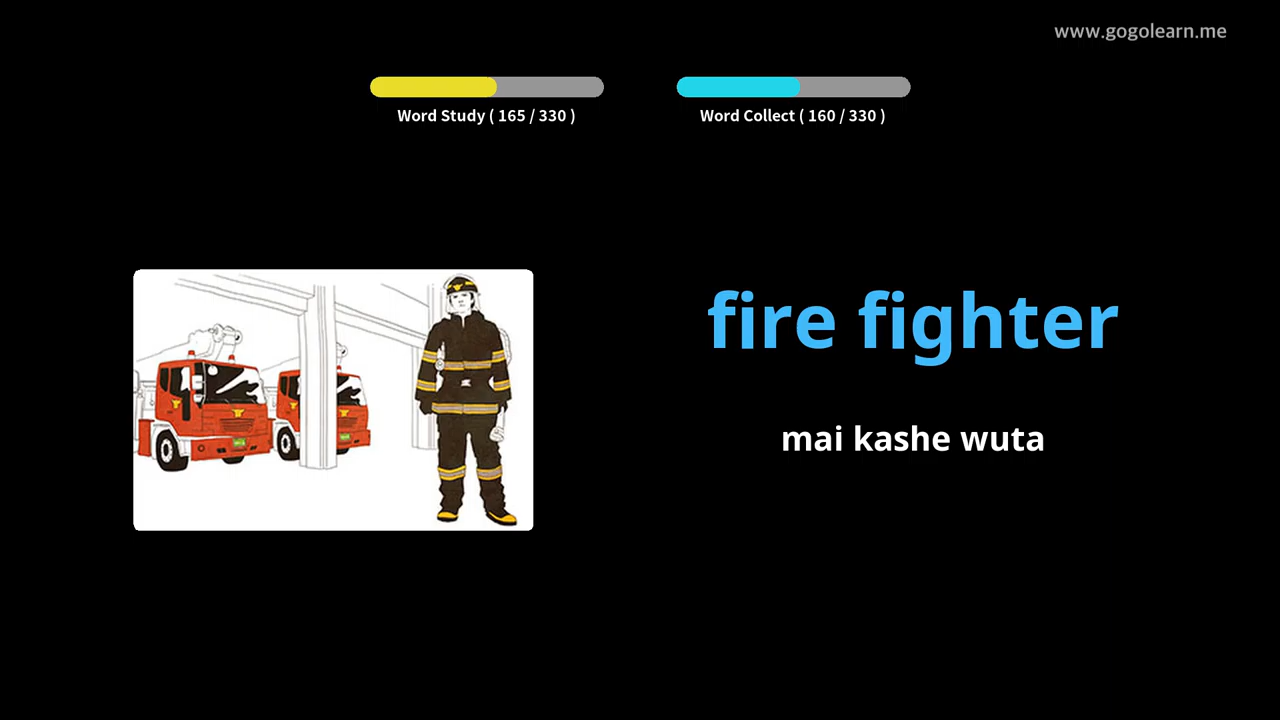 www.gogolearn.me
Word Study ( 165 / 330 )
Word Collect ( 160 / 330 )
fire fighter
mai kashe wuta